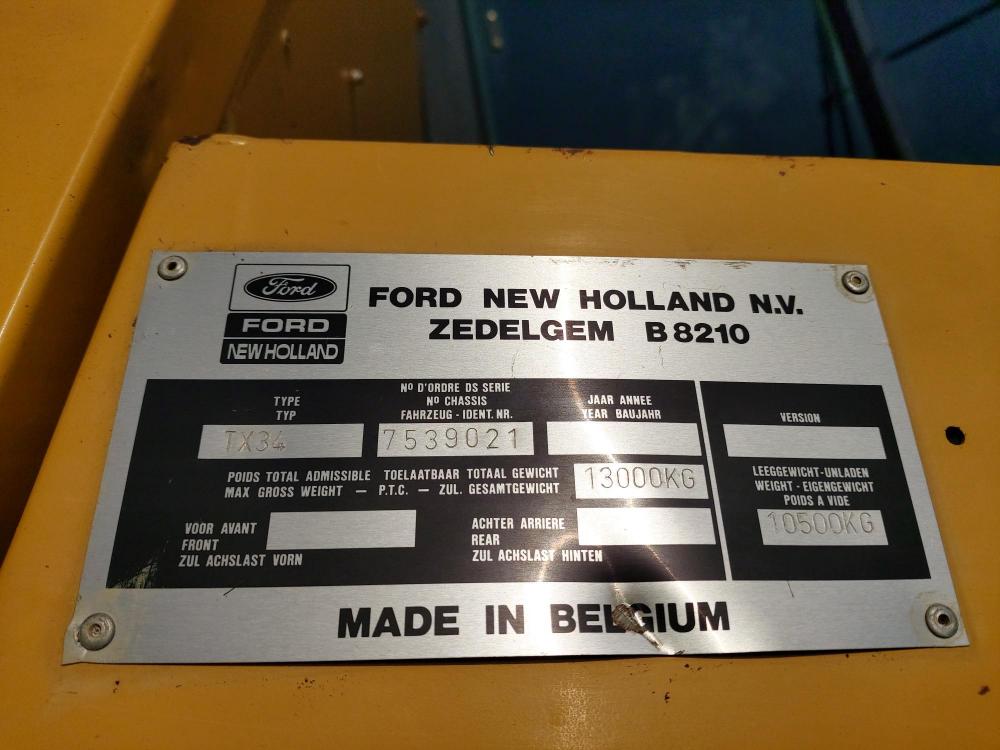 Ford
FORD
NEW HOLLAND
FORD NEW HOLLAND N.V.
ZEDELGEM B 8210
TYPE
TYP
TX34
Nº D'ORDRE DS SERIE
Nº CHASSIS
FAHRZEUG - IDENT. NR.
7539021
JAAR ANNEE
YEAR BAUJAHR
VERSION
POIDS TOTAL ADMISSIBLE TOELAATBAAR TOTAAL GEWICHT
MAX GROSS WEIGHT — P.T.C. — ZUL. GESAMTGEWICHT
13000KG
LEEGGEWICHT-UNLADEN
WEIGHT - EIGENGEWICHT
POIDS A VIDE
10500KG
VOOR AVANT
FRONT
ZUL ACHSLAST VORN
ACHTER ARRIERE
REAR
ZUL ACHSLAST HINTEN
MADE IN BELGIUM